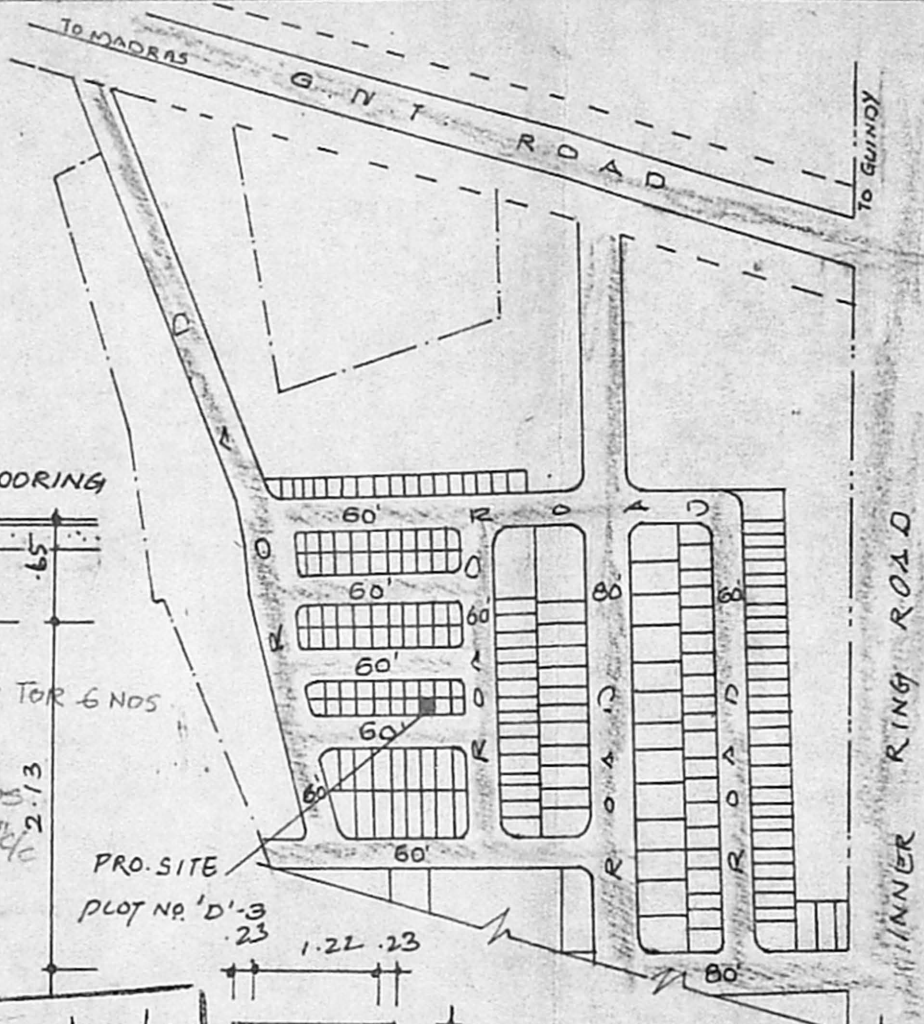 TO MADRAS
G.N.T ROAD
TO GUINDY
ROAD
OORING
60' ROAD
.65
60'
60
80'
60'
60'
TOR 6 NOS
60'
ROAD
ROAD
ROAD
60'
2.13
60'
PRO. SITE
PLOT NO. 'D'-3
.23
1.22 .23
80'
INNER RING ROAD